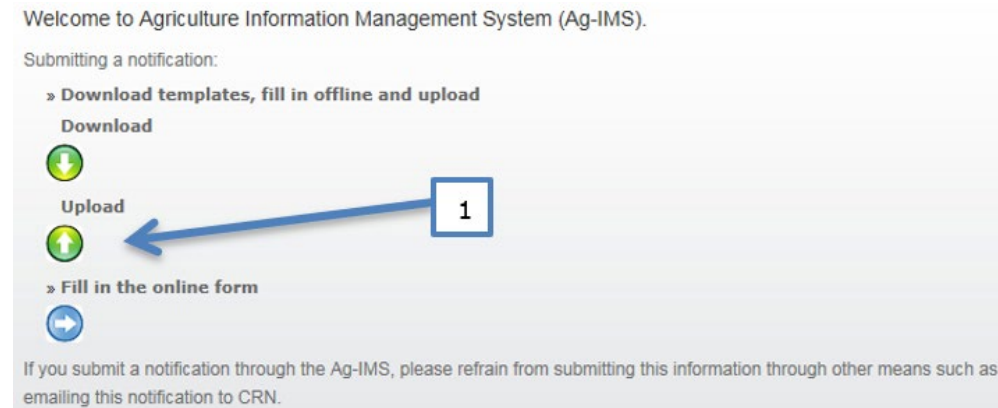 Welcome to Agriculture Information Management System (Ag-IMS).
Submitting a notification:
» Download templates, fill in offline and upload
Download
Upload
1
» Fill in the online form
If you submit a notification through the Ag-IMS, please refrain from submitting this information through other means such as
emailing this notification to CRN.